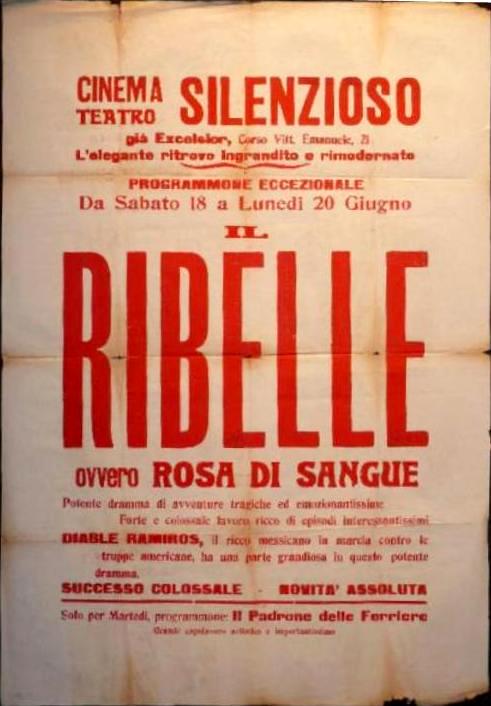 CINEMA
TEATRO SILENZIOSO
già Excelsior, Corso Vitt. Emanuele, 21
L'elegante ritrovo ingrandito e rimodernato
PROGRAMMONE ECCEZIONALE
Da Sabato 18 a Lunedì 20 Giugno
IL
RIBELLE
ovvero ROSA DI SANGUE
Potente dramma di avventure tragiche ed emozionantissime
Forte e colossale lavoro ricco di episodi interessantissimi
DIABLE RAMIROS, il ricco messicano in marcia contro le
truppe americane, ha una parte grandiosa in questo potente
dramma.
SUCCESSO COLOSSALE - NOVITA' ASSOLUTA
Solo per Martedì, programmone: Il Padrone delle Ferriere
Grande capolavoro artistico e importantissimo